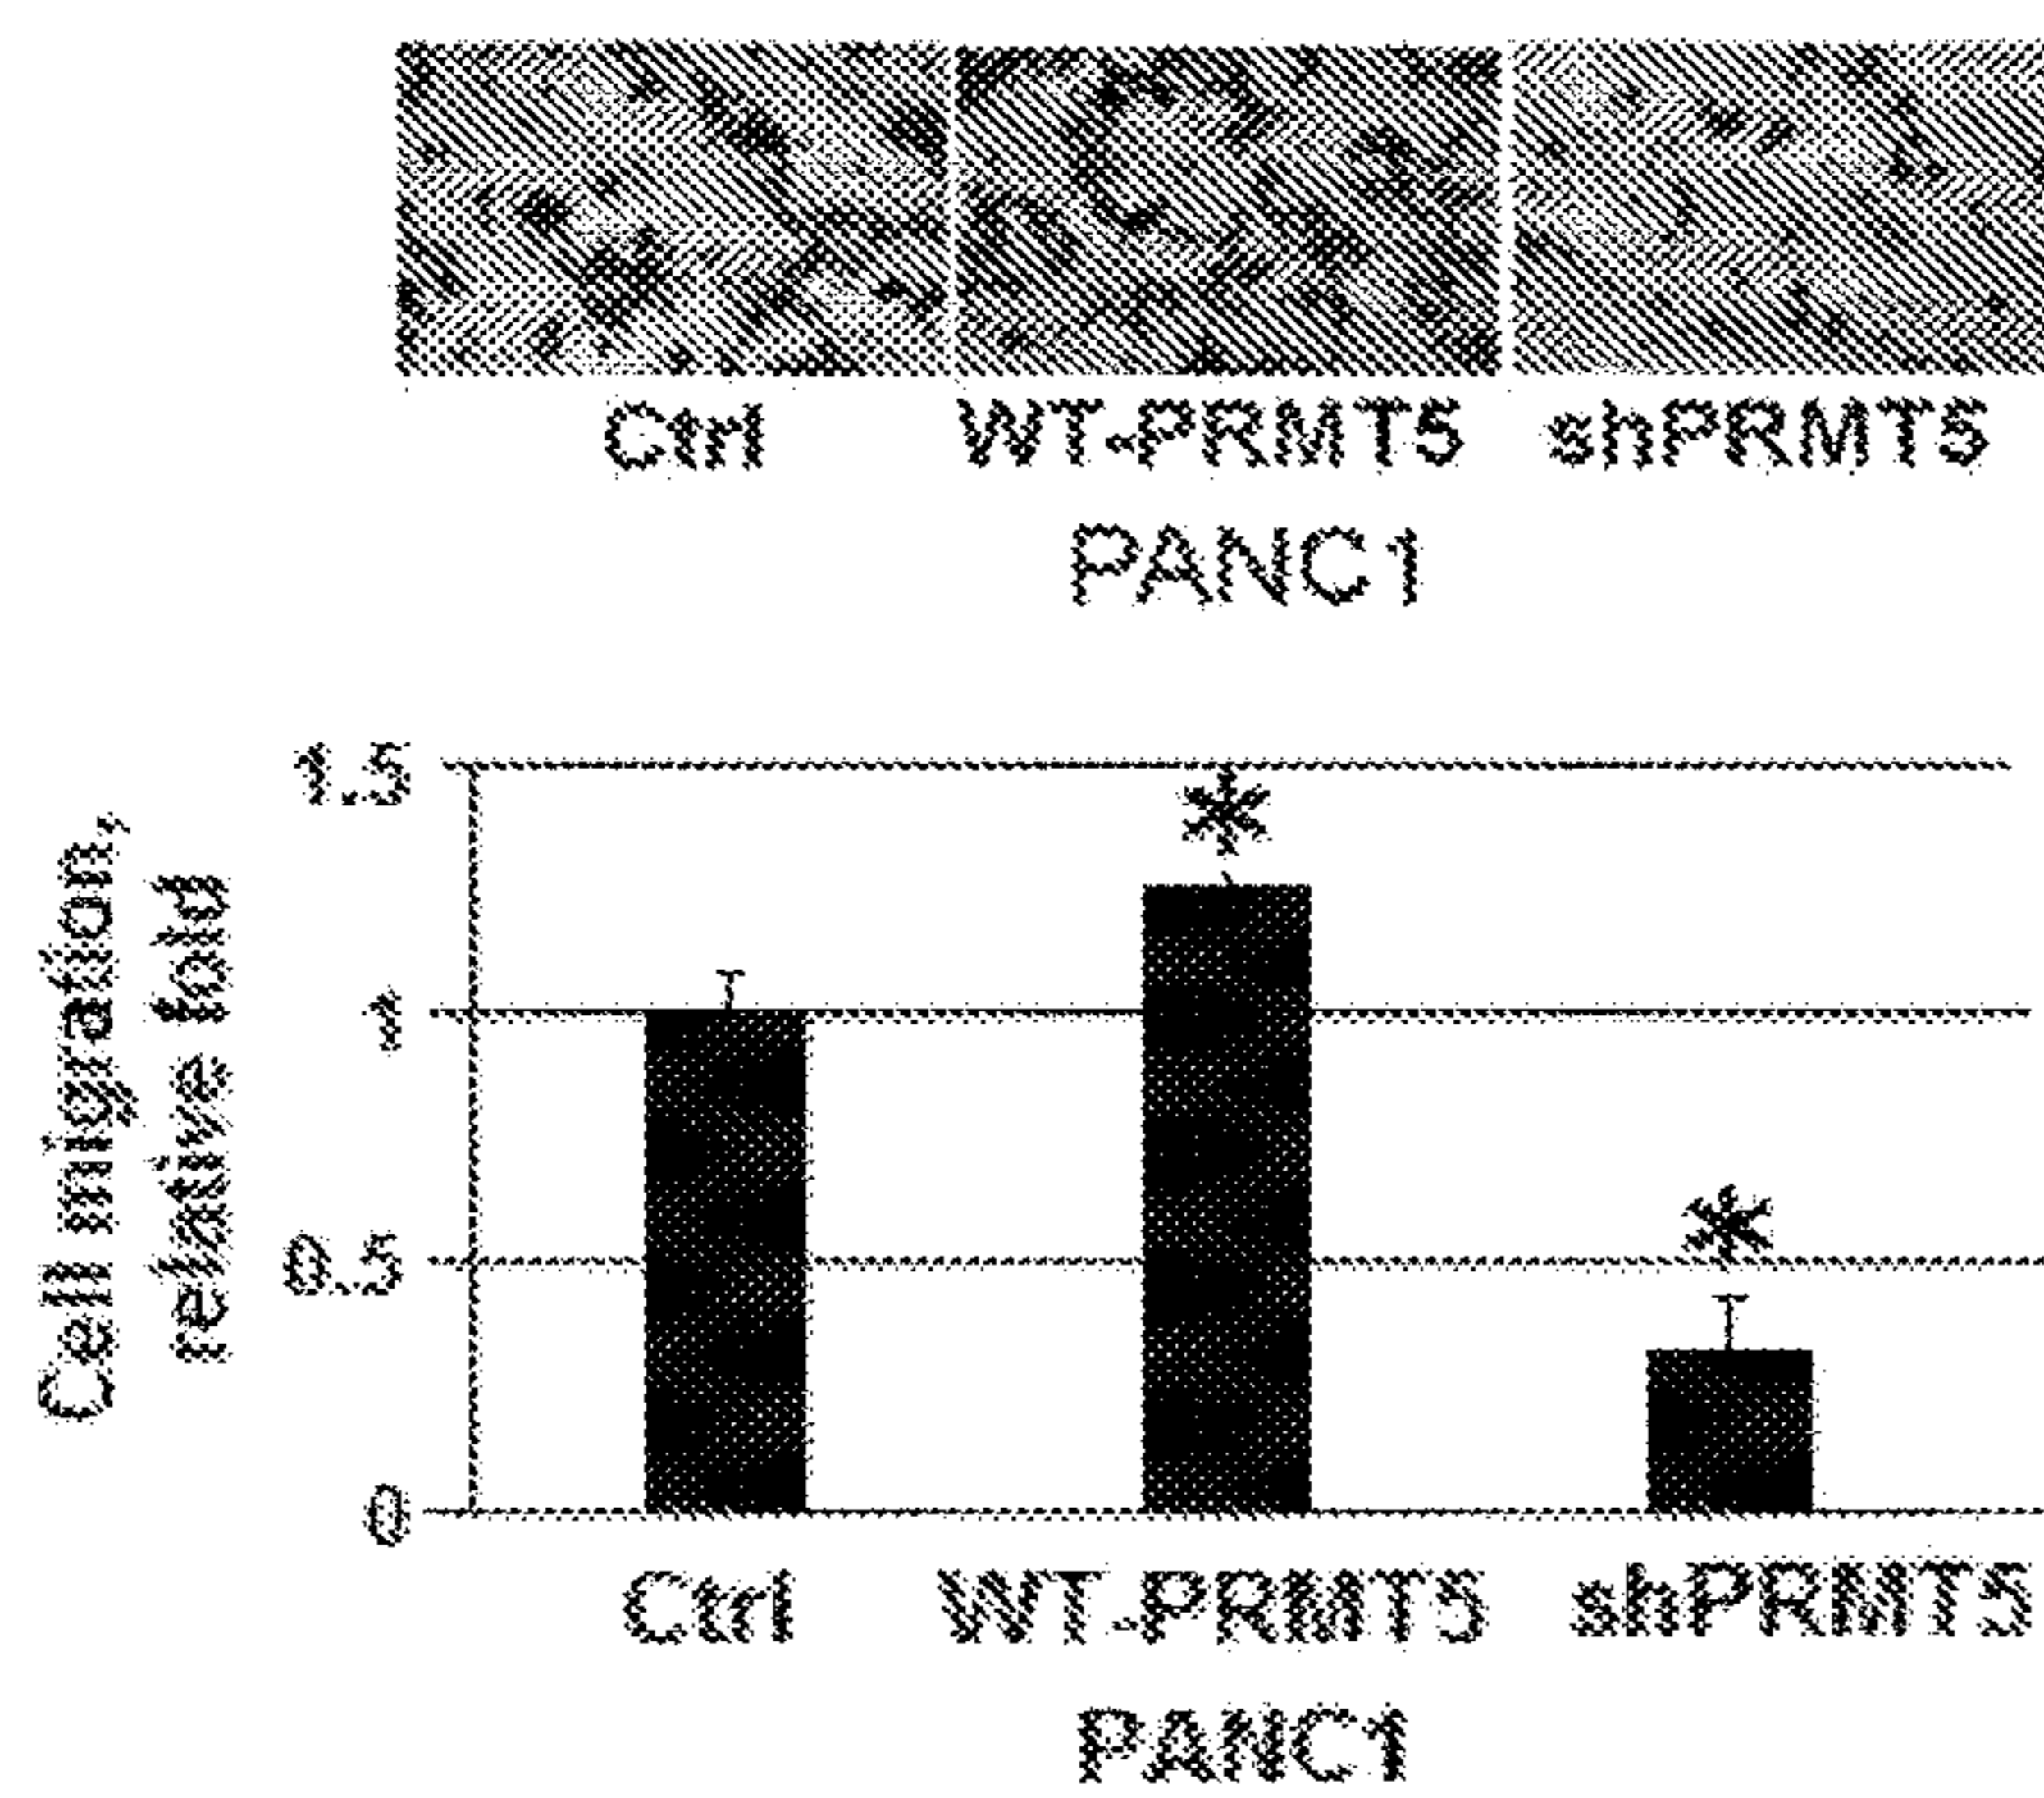 Ctrl WT-PRMT5 shPRMT5
PANC1
Cell migration,
relative fold
1.5
*
1
*
0.5
0
Ctrl WT-PRMT5 shPRMT5
PANC1